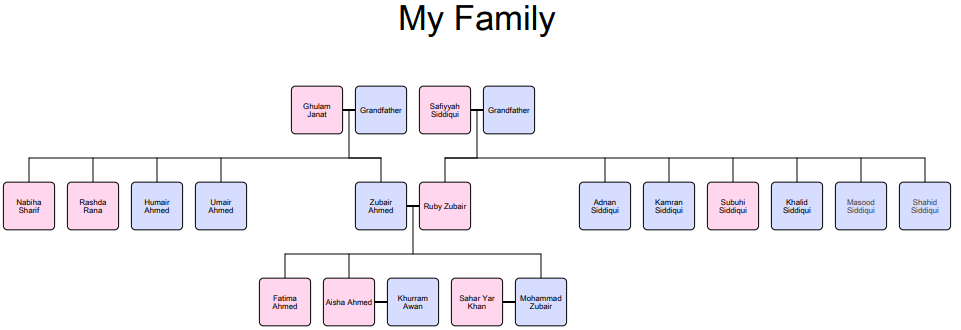 My Family
Ghulam
Janat
Grandfather
Safiyyah
Siddiqui
Grandfather
Nabiha
Sharif
Rashda
Rana
Humair
Ahmed
Umair
Ahmed
Zubair
Ahmed
Ruby Zubair
Adnan
Siddiqui
Kamran
Siddiqui
Subuhi
Siddiqui
Khalid
Siddiqui
Masood
Siddiqui
Shahid
Siddiqui
Fatima
Ahmed
Aisha Ahmed
Khurram
Awan
Sahar Yar
Khan
Mohammad
Zubair